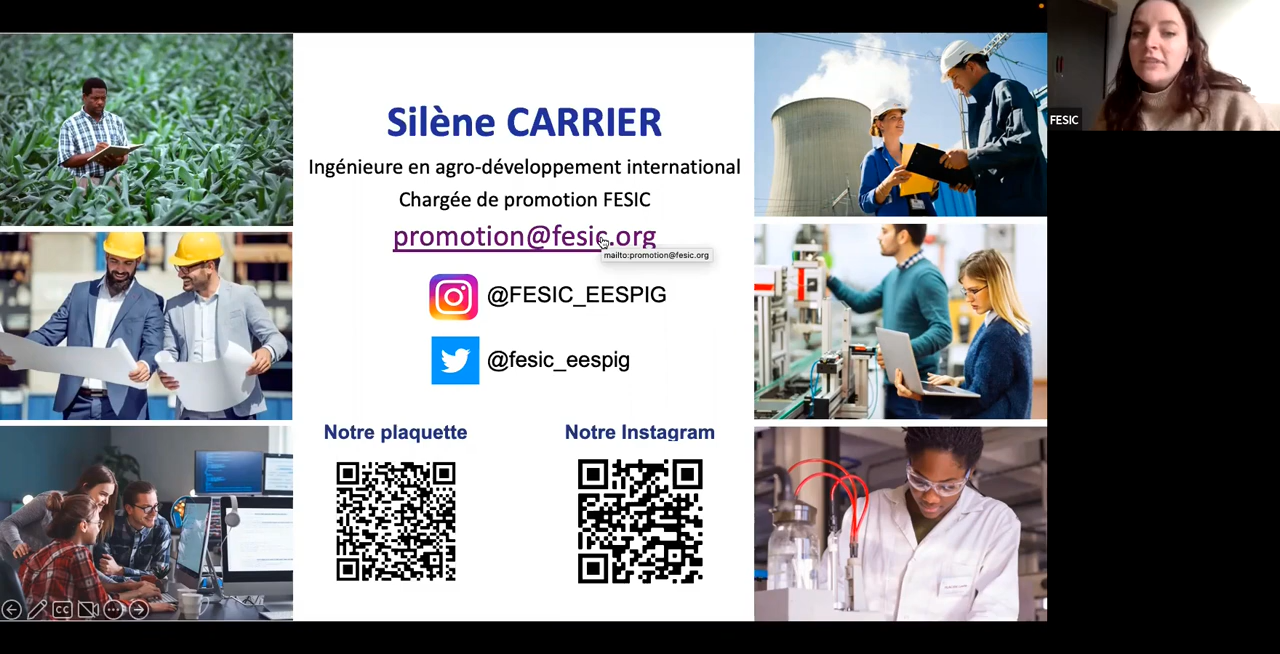 Silène CARRIER
Ingénieure en agro-développement international
Chargée de promotion FESIC
promotion@fesic.org
mailto:promotion@fesic.org
@FESIC_EESPIG
@fesic_eespig
Notre plaquette
Notre Instagram
FESIC
CC